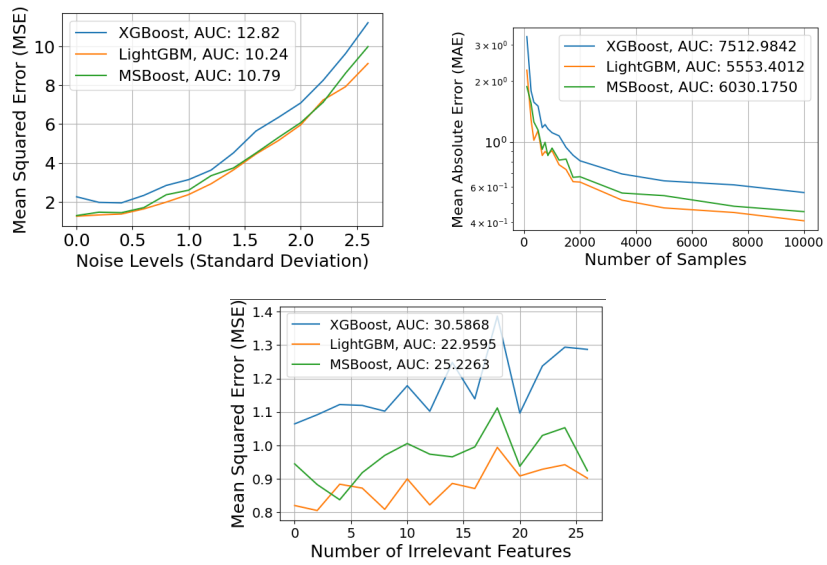 Mean Squared Error (MSE)
10
8
6
4
2
XGBoost, AUC: 12.82
LightGBM, AUC: 10.24
MSBoost, AUC: 10.79
0.0 0.5 1.0 1.5 2.0 2.5
Noise Levels (Standard Deviation)
Mean Absolute Error (MAE)
3 × 10⁰
2 × 10⁰
10⁰
6 × 10⁻¹
4 × 10⁻¹
XGBoost, AUC: 7512.9842
LightGBM, AUC: 5553.4012
MSBoost, AUC: 6030.1750
0 2000 4000 6000 8000 10000
Number of Samples
Mean Squared Error (MSE)
1.4
1.3
1.2
1.1
1.0
0.9
0.8
XGBoost, AUC: 30.5868
LightGBM, AUC: 22.9595
MSBoost, AUC: 25.2263
0 5 10 15 20 25
Number of Irrelevant Features